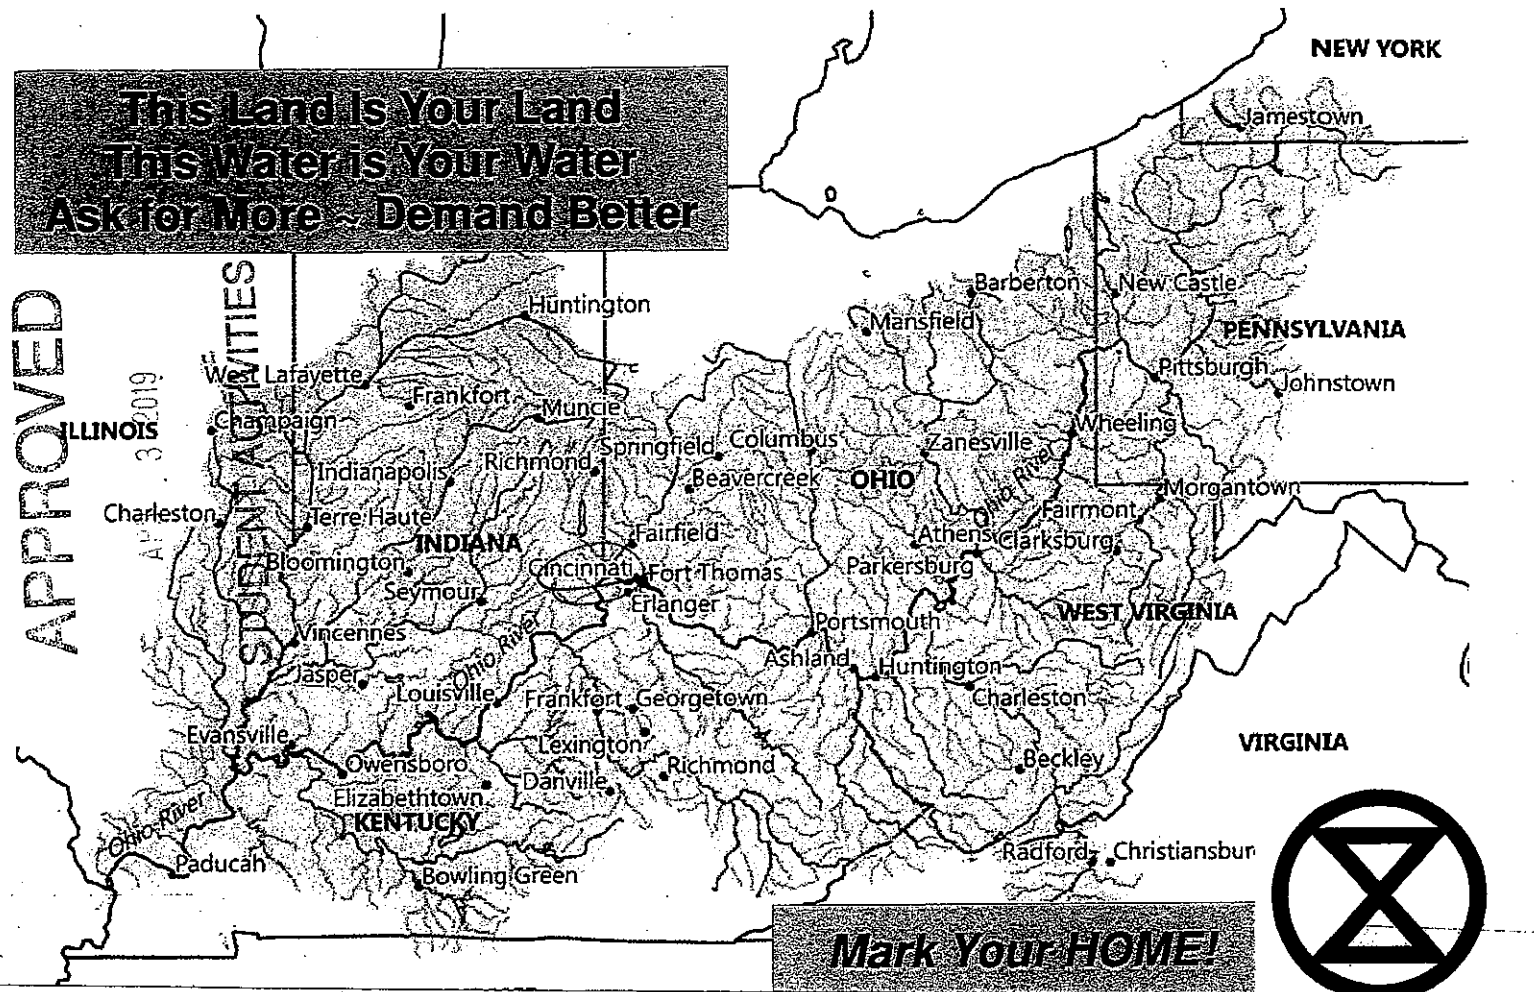 This Land Is Your Land
This Water is Your Water
Ask for More ~ Demand Better
NEW YORK
Jamestown
APPROVED
STUDENT ACTIVITIES
3 2019
Huntington
Barberton
New Castle
Mansfield
PENNSYLVANIA
West Lafayette
Pittsburgh
Johnstown
Frankfort
Muncie
ILLINOIS
Champaign
Wheeling
Springfield
Columbus
Zanesville
Indianapolis
Richmond
Beavercreek
OHIO
Ohio River
Morgantown
Charleston
Terre Haute
Fairmont
Fairfield
Athens
Clarksburg
INDIANA
Bloomington
Cincinnati
Fort Thomas
Parkersburg
Seymour
Erlanger
WEST VIRGINIA
Portsmouth
Vincennes
Ohio River
Ashland
Huntington
Jasper
Louisville
Frankfort
Georgetown
Charleston
Evansville
Lexington
VIRGINIA
Owensboro
Richmond
Beckley
Danville
Elizabethtown
KENTUCKY
Ohio River
Paducah
Radford
Christiansbur
Bowling Green
Mark Your HOME!